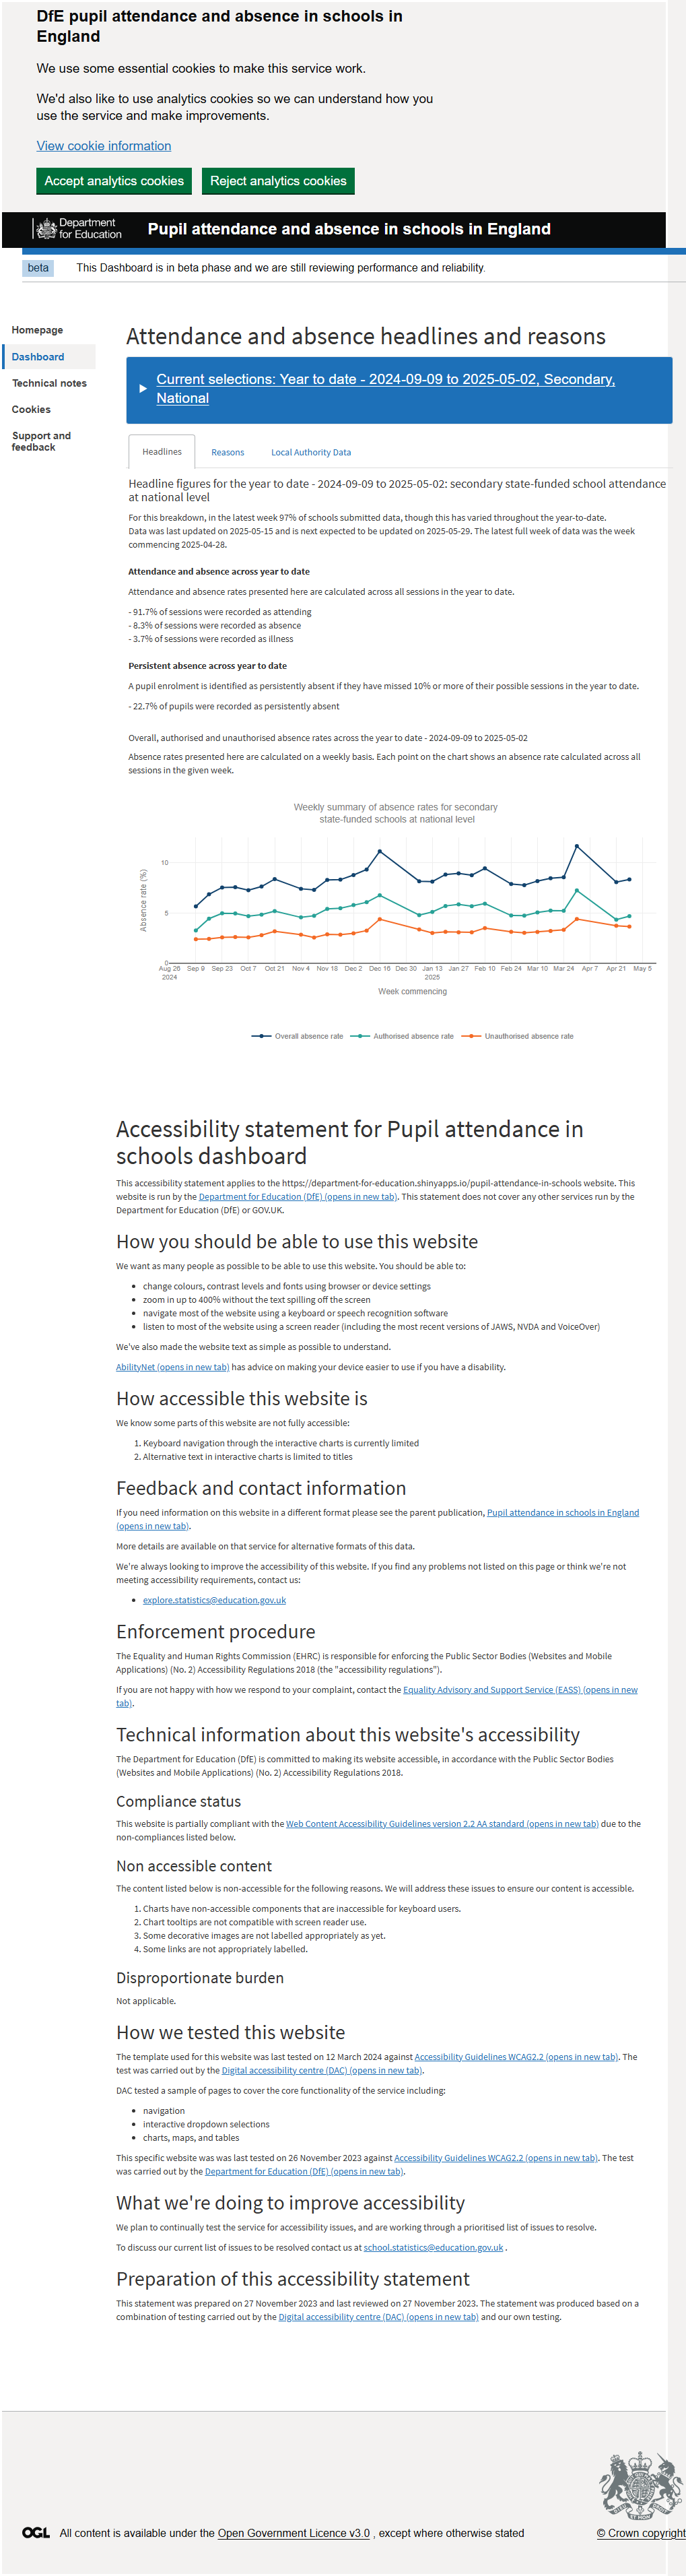 DfE pupil attendance and absence in schools in
England
We use some essential cookies to make this service work.
We'd also like to use analytics cookies so we can understand how you
use the service and make improvements.
View cookie information
Accept analytics cookies
Reject analytics cookies
Department
for Education
Pupil attendance and absence in schools in England
beta
This Dashboard is in beta phase and we are still reviewing performance and reliability.
Homepage
Dashboard
Technical notes
Cookies
Support and
feedback
Attendance and absence headlines and reasons
Current selections: Year to date - 2024-09-09 to 2025-05-02, Secondary,
National
Headlines
Reasons
Local Authority Data
Headline figures for the year to date - 2024-09-09 to 2025-05-02: secondary state-funded school attendance
at national level
For this breakdown, in the latest week 97% of schools submitted data, though this has varied throughout the year-to-date.
Data was last updated on 2025-05-15 and is next expected to be updated on 2025-05-29. The latest full week of data was the week
commencing 2025-04-28.
Attendance and absence across year to date
Attendance and absence rates presented here are calculated across all sessions in the year to date.
- 91.7% of sessions were recorded as attending
- 8.3% of sessions were recorded as absence
- 3.7% of sessions were recorded as illness
Persistent absence across year to date
A pupil enrolment is identified as persistently absent if they have missed 10% or more of their possible sessions in the year to date.
- 22.7% of pupils were recorded as persistently absent
Overall, authorised and unauthorised absence rates across the year to date - 2024-09-09 to 2025-05-02
Absence rates presented here are calculated on a weekly basis. Each point on the chart shows an absence rate calculated across all
sessions in the given week.
Weekly summary of absence rates for secondary
state-funded schools at national level
Absence rate (%)
10
5
0
Aug 26 Sep 9 Sep 23 Oct 7 Oct 21 Nov 4 Nov 18 Dec 2 Dec 16 Dec 30 Jan 13 Jan 27 Feb 10 Feb 24 Mar 10 Mar 24 Apr 7 Apr 21 May 5
2024 2025
Week commencing
Overall absence rate Authorised absence rate Unauthorised absence rate
Accessibility statement for Pupil attendance in
schools dashboard
This accessibility statement applies to the https://department-for-education.shinyapps.io/pupil-attendance-in-schools website. This
website is run by the Department for Education (DfE) (opens in new tab). This statement does not cover any other services run by the
Department for Education (DfE) or GOV.UK.
How you should be able to use this website
We want as many people as possible to be able to use this website. You should be able to:
• change colours, contrast levels and fonts using browser or device settings
• zoom in up to 400% without the text spilling off the screen
• navigate most of the website using a keyboard or speech recognition software
• listen to most of the website using a screen reader (including the most recent versions of JAWS, NVDA and VoiceOver)
We've also made the website text as simple as possible to understand.
AbilityNet (opens in new tab) has advice on making your device easier to use if you have a disability.
How accessible this website is
We know some parts of this website are not fully accessible:
1. Keyboard navigation through the interactive charts is currently limited
2. Alternative text in interactive charts is limited to titles
Feedback and contact information
If you need information on this website in a different format please see the parent publication, Pupil attendance in schools in England
(opens in new tab).
More details are available on that service for alternative formats of this data.
We're always looking to improve the accessibility of this website. If you find any problems not listed on this page or think we're not
meeting accessibility requirements, contact us:
• explore.statistics@education.gov.uk
Enforcement procedure
The Equality and Human Rights Commission (EHRC) is responsible for enforcing the Public Sector Bodies (Websites and Mobile
Applications) (No. 2) Accessibility Regulations 2018 (the "accessibility regulations").
If you are not happy with how we respond to your complaint, contact the Equality Advisory and Support Service (EASS) (opens in new
tab).
Technical information about this website's accessibility
The Department for Education (DfE) is committed to making its website accessible, in accordance with the Public Sector Bodies
(Websites and Mobile Applications) (No. 2) Accessibility Regulations 2018.
Compliance status
This website is partially compliant with the Web Content Accessibility Guidelines version 2.2 AA standard (opens in new tab) due to the
non-compliances listed below.
Non accessible content
The content listed below is non-accessible for the following reasons. We will address these issues to ensure our content is accessible.
1. Charts have non-accessible components that are inaccessible for keyboard users.
2. Chart tooltips are not compatible with screen reader use.
3. Some decorative images are not labelled appropriately as yet.
4. Some links are not appropriately labelled.
Disproportionate burden
Not applicable.
How we tested this website
The template used for this website was last tested on 12 March 2024 against Accessibility Guidelines WCAG2.2 (opens in new tab). The
test was carried out by the Digital accessibility centre (DAC) (opens in new tab).
DAC tested a sample of pages to cover the core functionality of the service including:
• navigation
• interactive dropdown selections
• charts, maps, and tables
This specific website was was last tested on 26 November 2023 against Accessibility Guidelines WCAG2.2 (opens in new tab). The test
was carried out by the Department for Education (DfE) (opens in new tab).
What we're doing to improve accessibility
We plan to continually test the service for accessibility issues, and are working through a prioritised list of issues to resolve.
To discuss our current list of issues to be resolved contact us at school.statistics@education.gov.uk .
Preparation of this accessibility statement
This statement was prepared on 27 November 2023 and last reviewed on 27 November 2023. The statement was produced based on a
combination of testing carried out by the Digital accessibility centre (DAC) (opens in new tab) and our own testing.
OGL
All content is available under the Open Government Licence v3.0 , except where otherwise stated
© Crown copyright